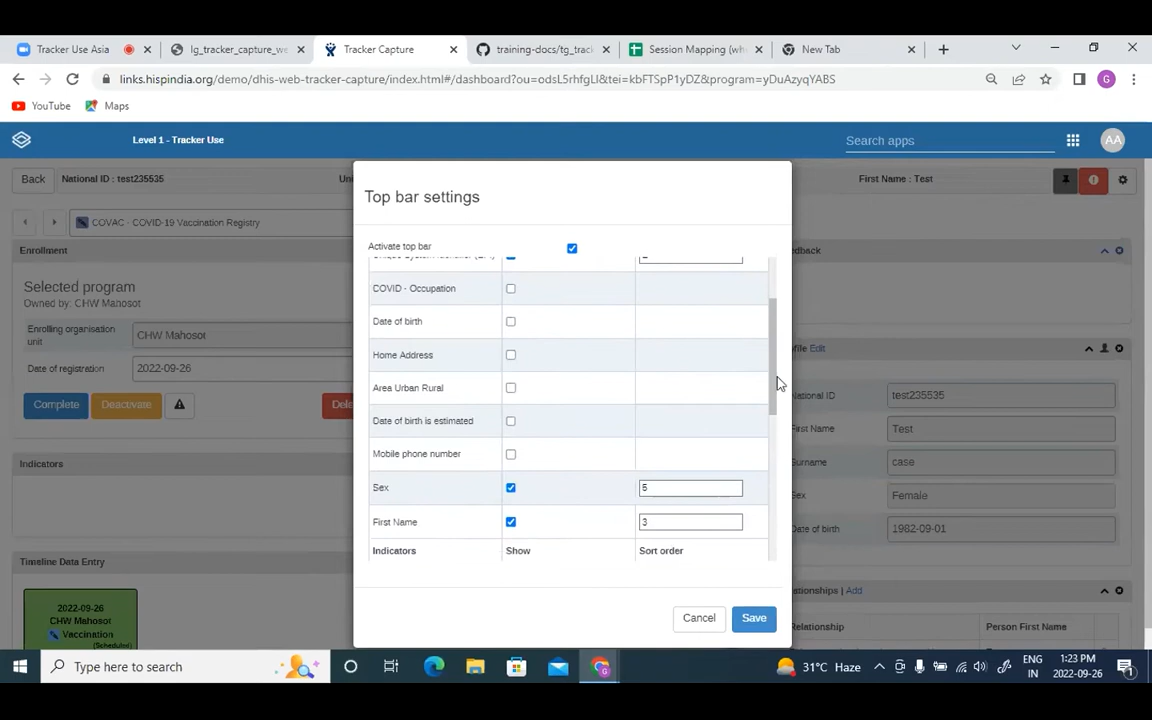 Tracker Use Asia
lg_tracker_capture_we
Tracker Capture
training-docs/tg_track
Session Mapping (wh
New Tab
links.hispindia.org/demo/dhis-web-tracker-capture/index.html#/dashboard?ou=odsL5rhfgLl&tei=kbFTSpP1yDZ&program=yDuAzyqYABS
G
YouTube
Maps
Level 1 - Tracker Use
Search apps
AA
Back
National ID : test235535
First Name : Test
Top bar settings
COVAC - COVID-19 Vaccination Registry
Activate top bar
Enrollment
COVID - Occupation
Selected program
Owned by: CHW Mahosot
Date of birth
Enrolling organisation
unit
CHW Mahosot
Home Address
Edit
Date of registration
2022-09-26
Area Urban Rural
test235535
Complete
Deactivate
Date of birth is estimated
First Name
Test
Mobile phone number
Surname
case
Indicators
Sex
5
Sex
Female
First Name
3
Date of birth
1982-09-01
Indicators
Show
Sort order
Timeline Data Entry
Add
2022-09-26
CHW Mahosot
Vaccination
(Scheduled)
Cancel
Save
Relationship
Person First Name
Type here to search
31°C Haze
ENG
IN
1:23 PM
2022-09-26
1